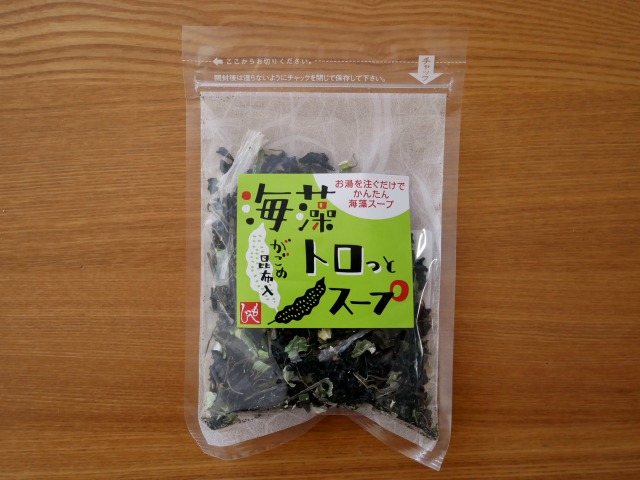 ここからお切りください。
開封後は湿らないようにチャックを閉じて保存して下さい。
チャック
お湯を注ぐだけで
かんたん
海藻スープ
海藻
がごめ
昆布入
トロっと
スープ
もへじ